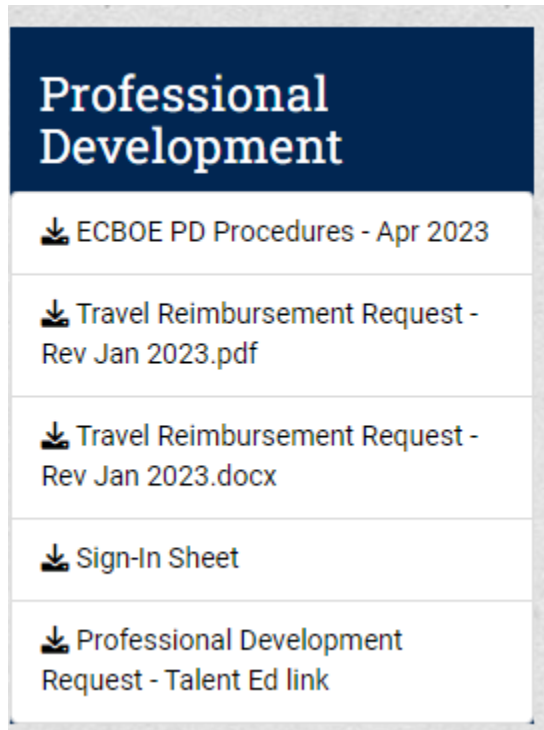 Professional
Development
ECBOE PD Procedures - Apr 2023
Travel Reimbursement Request -
Rev Jan 2023.pdf
Travel Reimbursement Request -
Rev Jan 2023.docx
Sign-In Sheet
Professional Development
Request - Talent Ed link